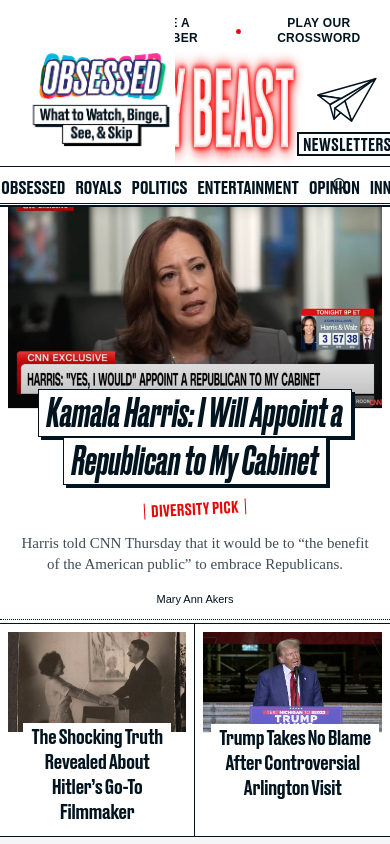 E A
BER
PLAY OUR
CROSSWORD
OBSESSED
What to Watch, Binge,
See, & Skip
Y BEAST
NEWSLETTERS
OBSESSED ROYALS POLITICS ENTERTAINMENT OPINION INN
TONIGHT 9P ET
Harris & Walz
3 57 38
CNN EXCLUSIVE
HARRIS: "YES, I WOULD" APPOINT A REPUBLICAN TO MY CABINET
CNN
Kamala Harris: I Will Appoint a
Republican to My Cabinet
DIVERSITY PICK
Harris told CNN Thursday that it would be to “the benefit
of the American public” to embrace Republicans.
Mary Ann Akers
The Shocking Truth
Revealed About
Hitler’s Go-To
Filmmaker
TRUMP
Trump Takes No Blame
After Controversial
Arlington Visit